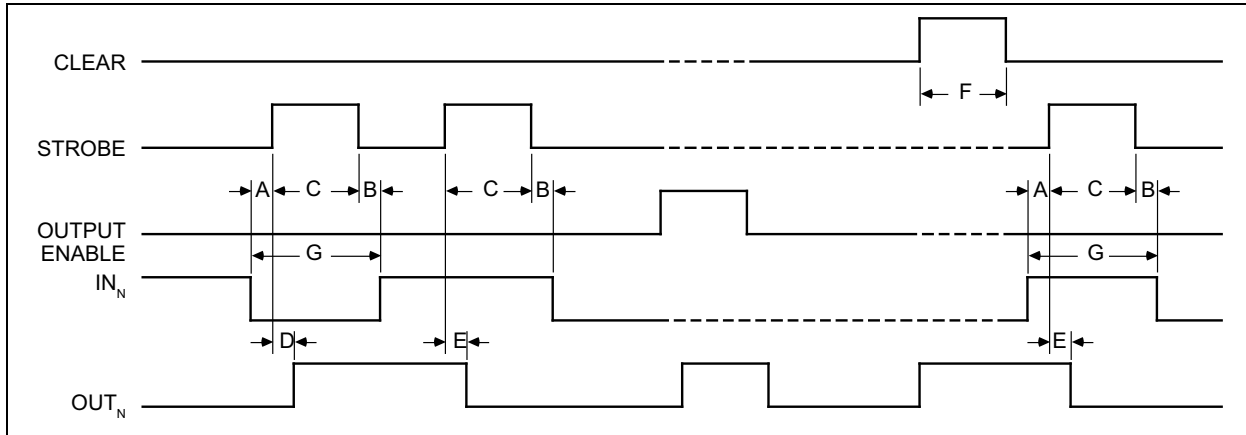 CLEAR
F
STROBE
A C B C B A C B
OUTPUT
ENABLE
G G
IN_N
D E E
OUT_N